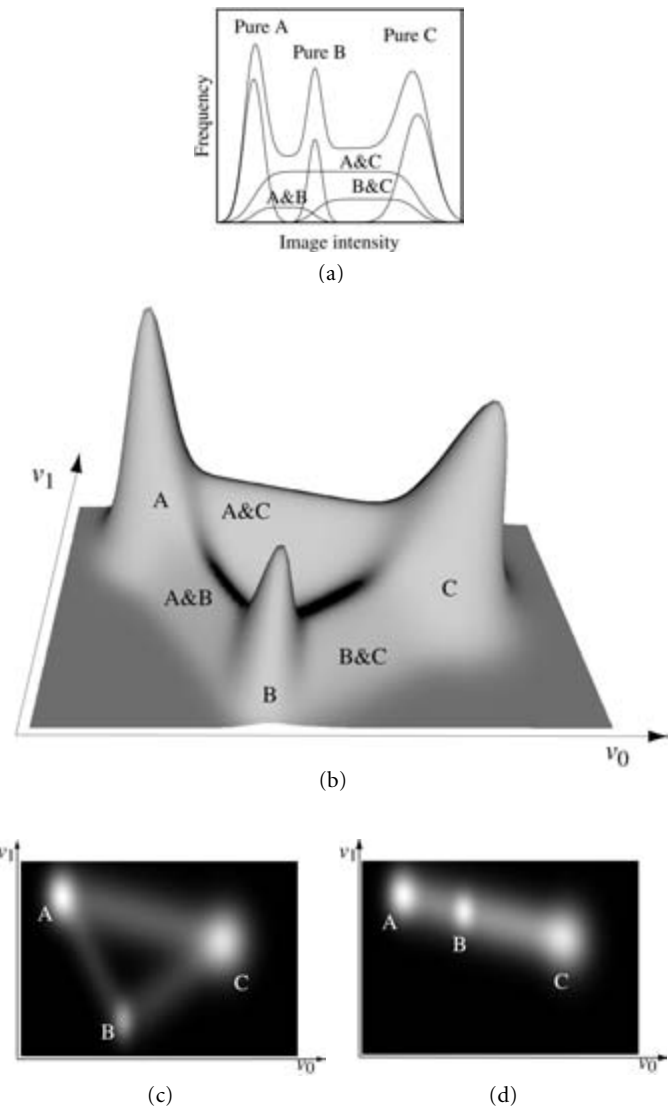 Pure A
Pure B
Pure C
Frequency
A&C
B&C
A&B
Image intensity
(a)
v1
A
A&C
A&B
C
B&C
B
v0
(b)
v1
A
B
C
v0
(c)
v1
A
B
C
v0
(d)